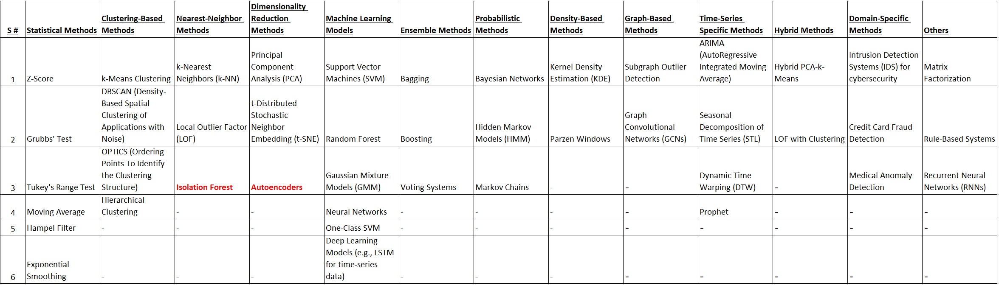 S #
Statistical Methods
Clustering-Based
Methods
Nearest-Neighbor
Methods
Dimensionality
Reduction
Methods
Machine Learning
Models
Ensemble Methods
Probabilistic
Methods
Density-Based
Methods
Graph-Based
Methods
Time-Series
Specific Methods
Hybrid Methods
Domain-Specific
Methods
Others
1
Z-Score
k-Means Clustering
k-Nearest
Neighbors (k-NN)
Principal
Component
Analysis (PCA)
Support Vector
Machines (SVM)
Bagging
Bayesian Networks
Kernel Density
Estimation (KDE)
Subgraph Outlier
Detection
ARIMA
(AutoRegressive
Integrated Moving
Average)
Hybrid PCA-k-
Means
Intrusion Detection
Systems (IDS) for
cybersecurity
Matrix
Factorization
2
Grubbs' Test
DBSCAN (Density-
Based Spatial
Clustering of
Applications with
Noise)
Local Outlier Factor
(LOF)
t-Distributed
Stochastic
Neighbor
Embedding (t-SNE)
Random Forest
Boosting
Hidden Markov
Models (HMM)
Parzen Windows
Graph
Convolutional
Networks (GCNs)
Seasonal
Decomposition of
Time Series (STL)
LOF with Clustering
Credit Card Fraud
Detection
Rule-Based Systems
3
Tukey's Range Test
OPTICS (Ordering
Points To Identify
the Clustering
Structure)
Isolation Forest
Autoencoders
Gaussian Mixture
Models (GMM)
Voting Systems
Markov Chains
-
-
Dynamic Time
Warping (DTW)
-
Medical Anomaly
Detection
Recurrent Neural
Networks (RNNs)
4
Moving Average
Hierarchical
Clustering
-
-
Neural Networks
-
-
-
-
Prophet
-
-
-
5
Hampel Filter
-
-
-
One-Class SVM
-
-
-
-
-
-
-
-
6
Exponential
Smoothing
-
-
-
Deep Learning
Models (e.g., LSTM
for time-series
data)
-
-
-
-
-
-
-
-